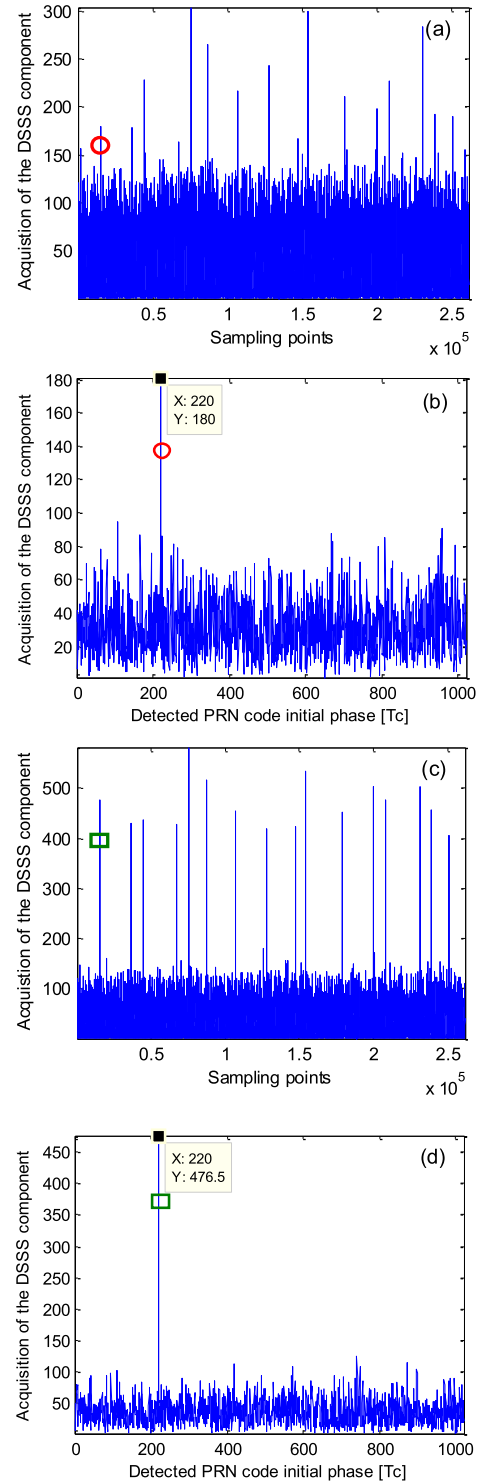 (a)
Acquistion of the DSSS component
300
250
200
150
100
50
0.5
1
1.5
2
2.5
Sampling points
x 10^5
(b)
Acquistion of the DSSS component
180
160
140
120
100
80
60
40
20
X: 220
Y: 180
0
200
400
600
800
1000
Detected PRN code initial phase [Tc]
(c)
Acquistion of the DSSS component
500
400
300
200
100
0.5
1
1.5
2
2.5
Sampling points
x 10^5
(d)
Acquistion of the DSSS component
450
400
350
300
250
200
150
100
50
X: 220
Y: 476.5
0
200
400
600
800
1000
Detected PRN code initial phase [Tc]